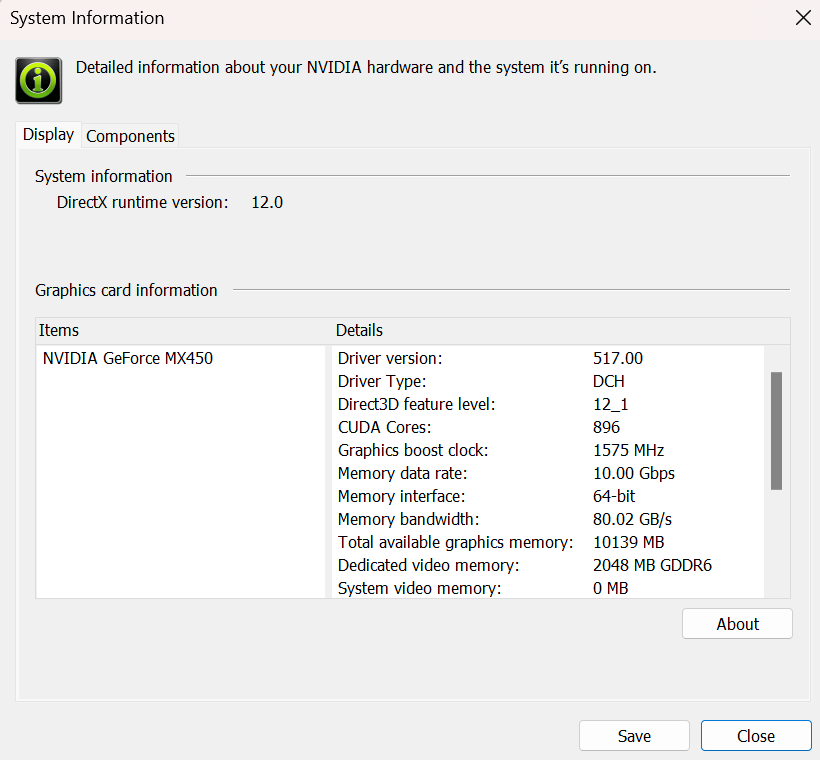 System Information
Detailed information about your NVIDIA hardware and the system it's running on.
Display Components
System information
DirectX runtime version: 12.0
Graphics card information
Items Details
NVIDIA GeForce MX450 Driver version: 517.00
Driver Type: DCH
Direct3D feature level: 12_1
CUDA Cores: 896
Graphics boost clock: 1575 MHz
Memory data rate: 10.00 Gbps
Memory interface: 64-bit
Memory bandwidth: 80.02 GB/s
Total available graphics memory: 10139 MB
Dedicated video memory: 2048 MB GDDR6
System video memory: 0 MB
About
Save Close